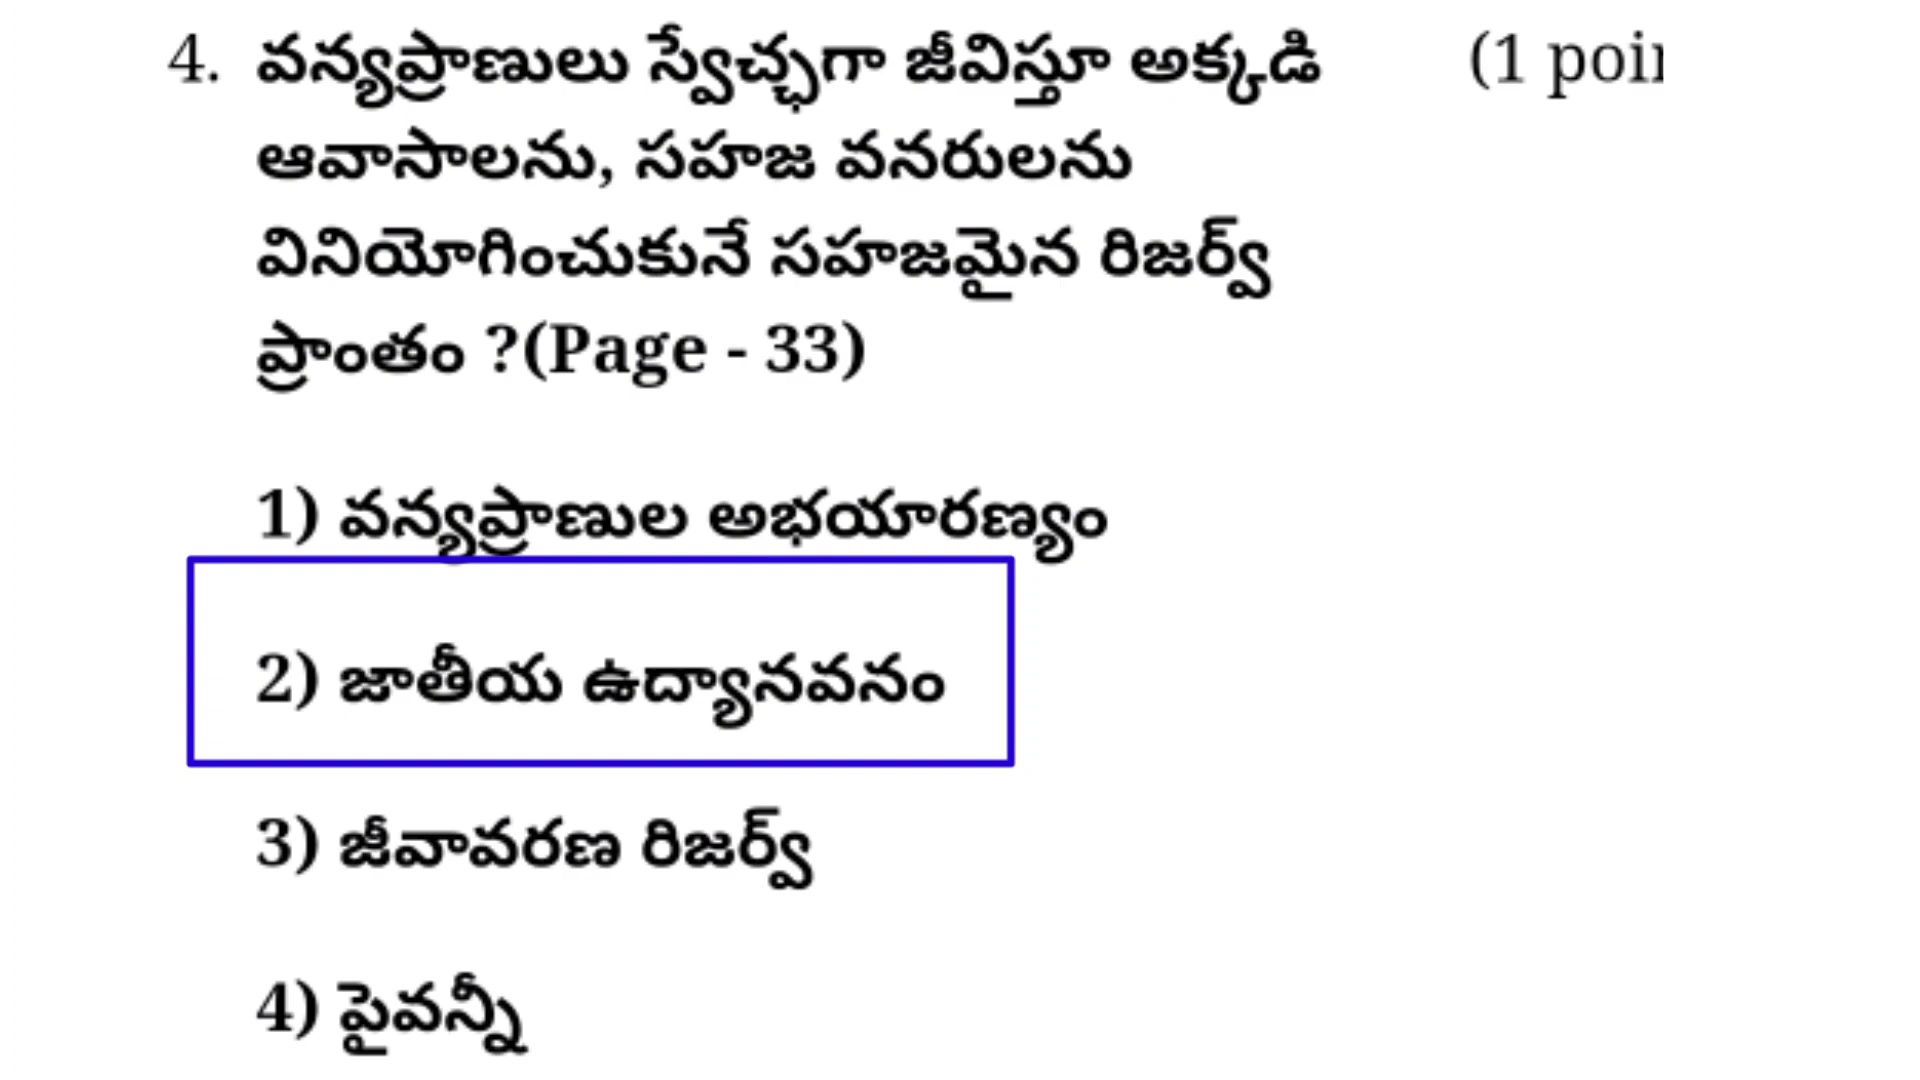 4. వన్యప్రాణులు స్వేచ్ఛగా జీవిస్తూ అక్కడి (1 poin
ఆవాసాలను, సహజ వనరులను
వినియోగించుకునే సహజమైన రిజర్వ్
ప్రాంతం ?(Page - 33)
1) వన్యప్రాణుల అభయారణ్యం
2) జాతీయ ఉద్యానవనం
3) జీవావరణ రిజర్వ్
4) పైవన్నీ